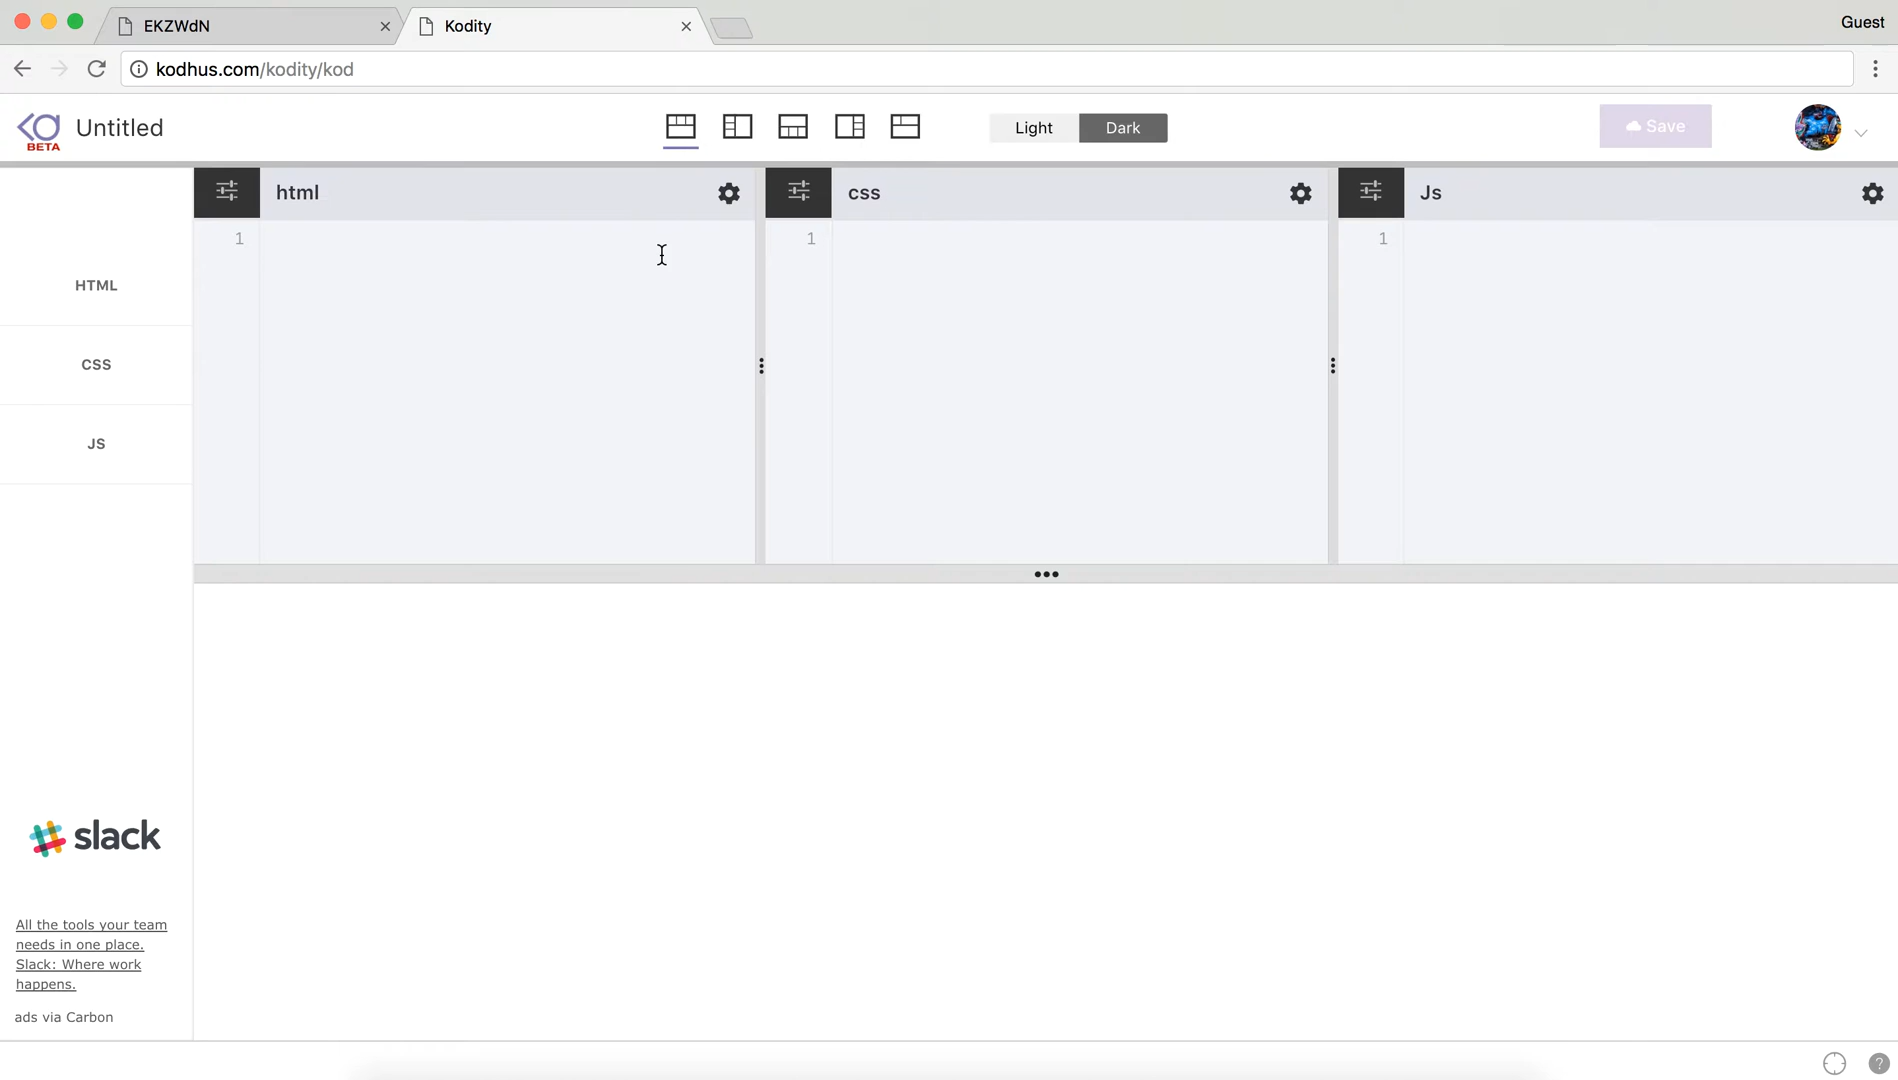 EKZWdN
Kodity
Guest
kodhus.com/kodity/kod
BETA
Untitled
Light
Dark
Save
html
css
Js
1
1
1
HTML
CSS
JS
slack
All the tools your team
needs in one place.
Slack: Where work
happens.
ads via Carbon
?